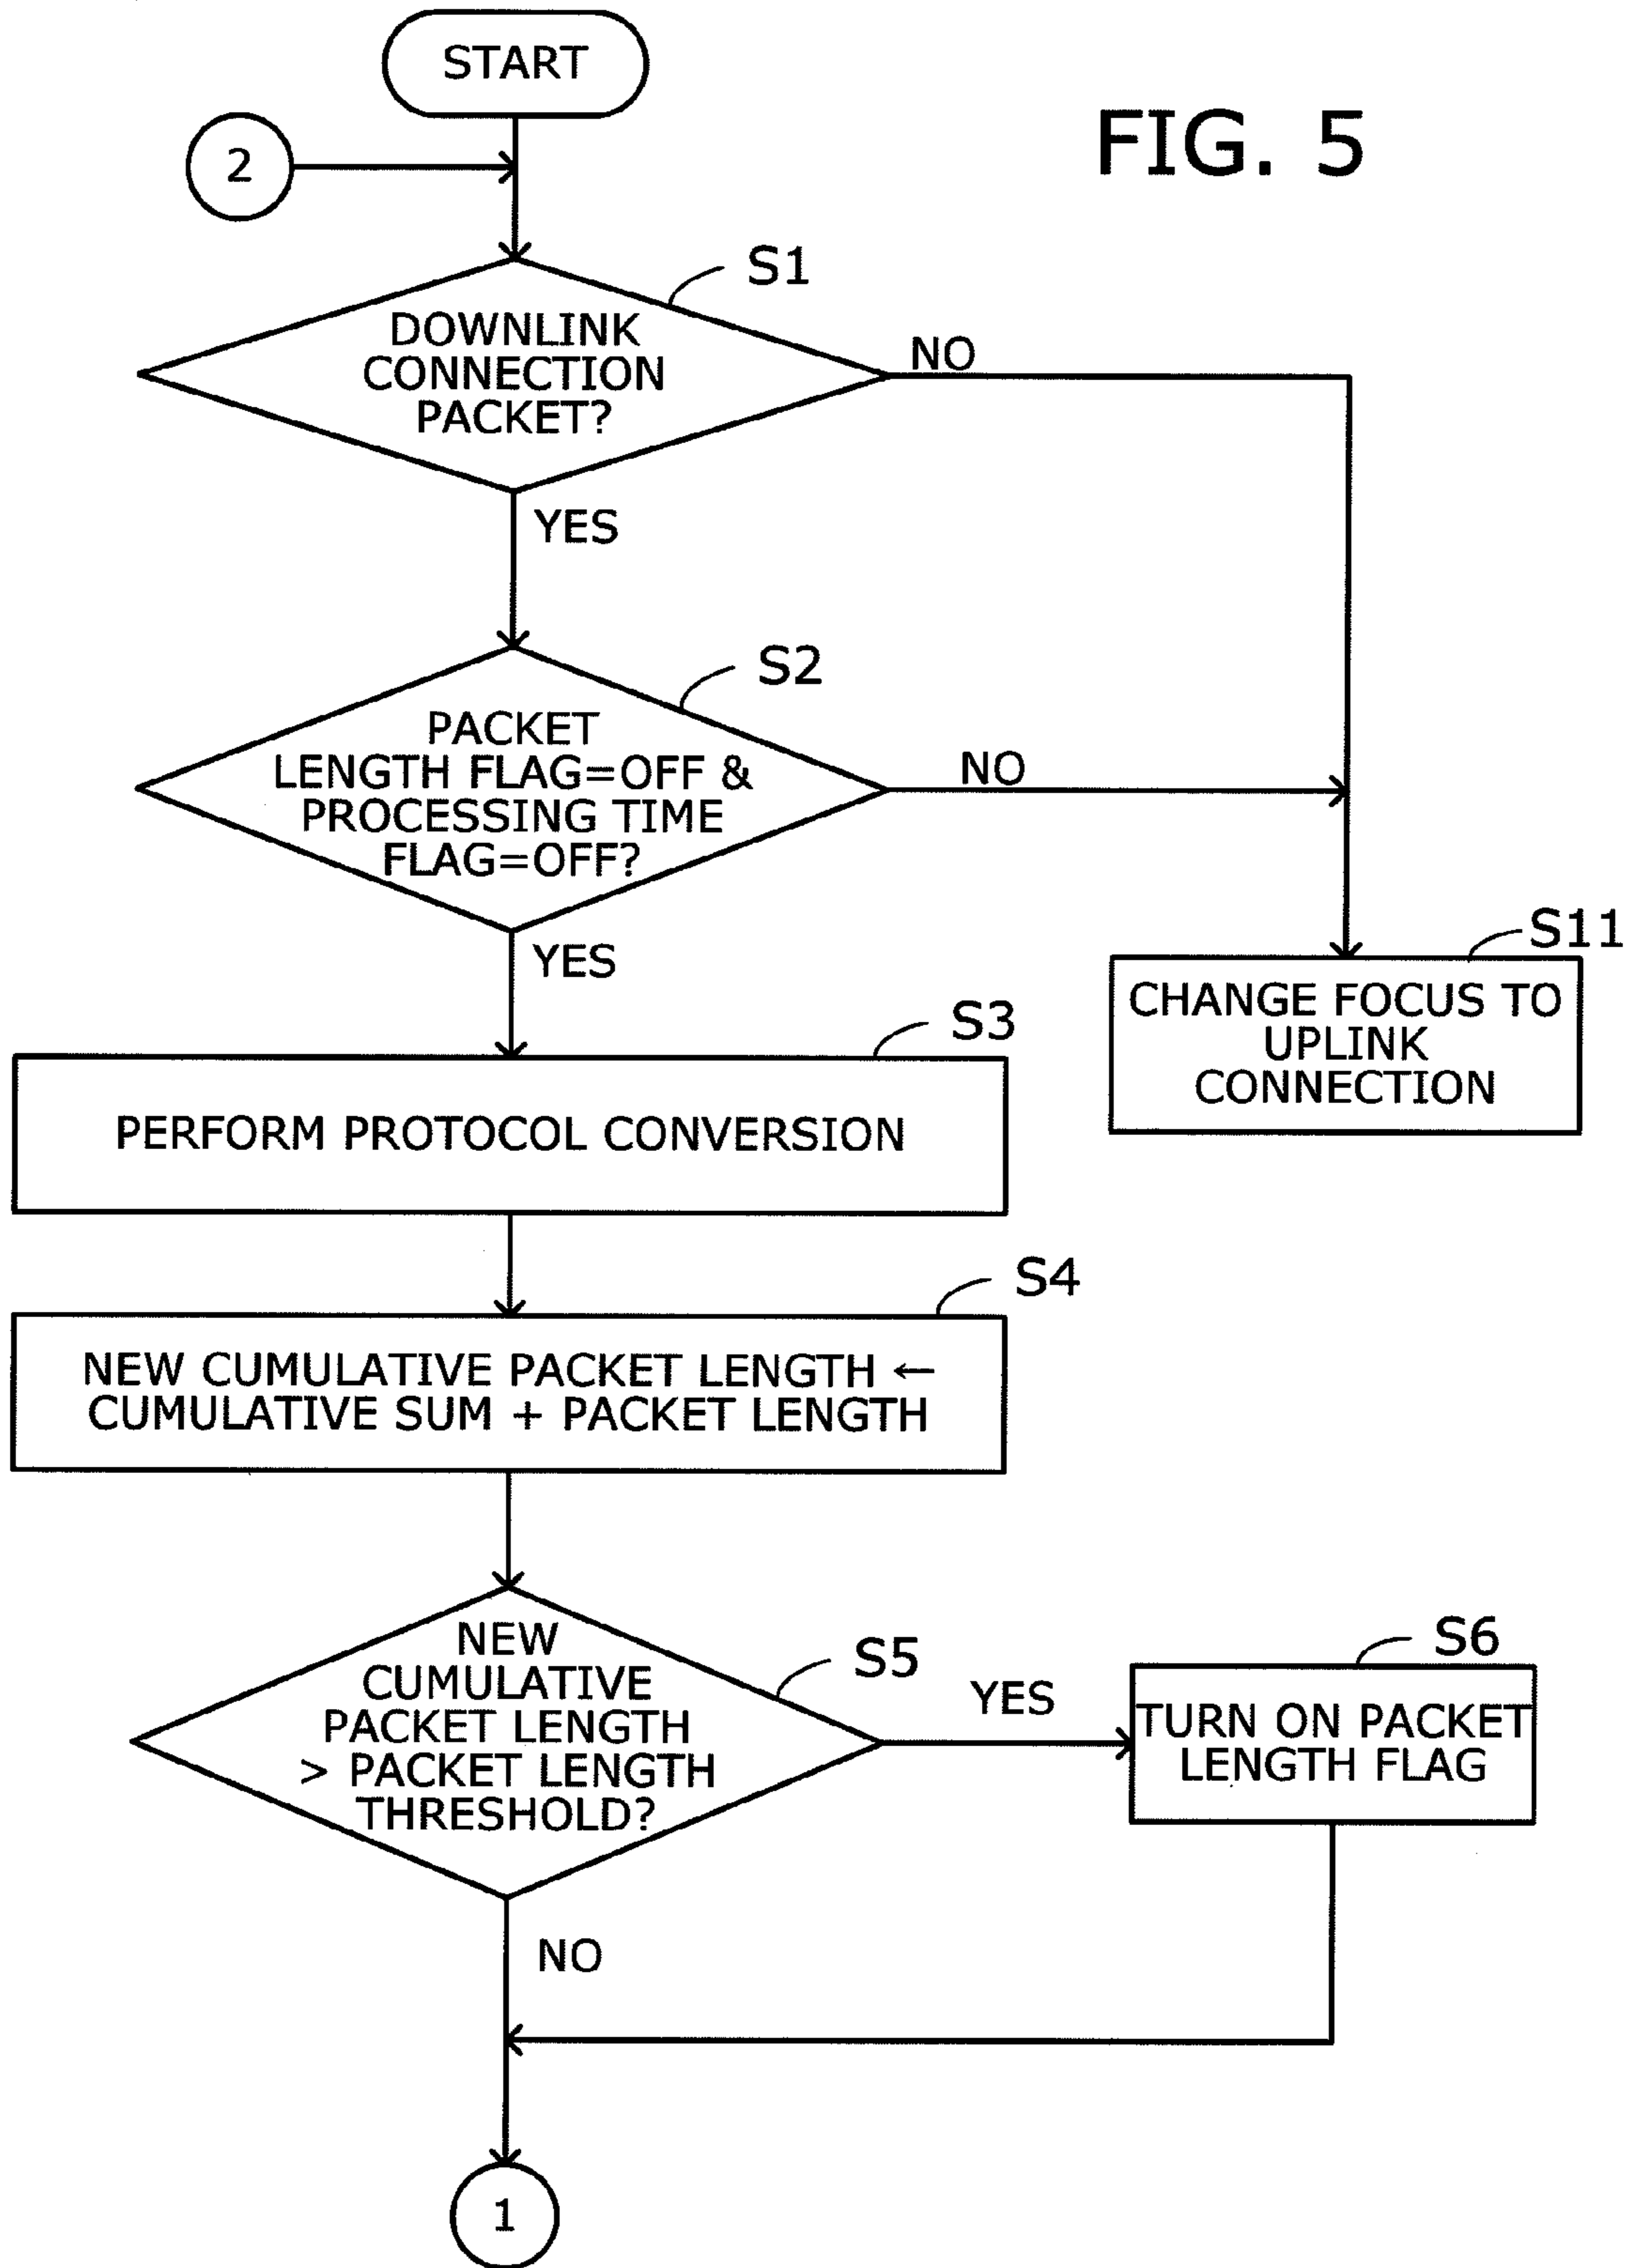 START
FIG. 5
2
S1
DOWNLINK
CONNECTION
PACKET?
NO
YES
S2
PACKET
LENGTH FLAG=OFF &
PROCESSING TIME
FLAG=OFF?
NO
YES
S11
CHANGE FOCUS TO
UPLINK
CONNECTION
S3
PERFORM PROTOCOL CONVERSION
S4
NEW CUMULATIVE PACKET LENGTH ←
CUMULATIVE SUM + PACKET LENGTH
S5
NEW
CUMULATIVE
PACKET LENGTH
> PACKET LENGTH
THRESHOLD?
YES
S6
TURN ON PACKET
LENGTH FLAG
NO
1